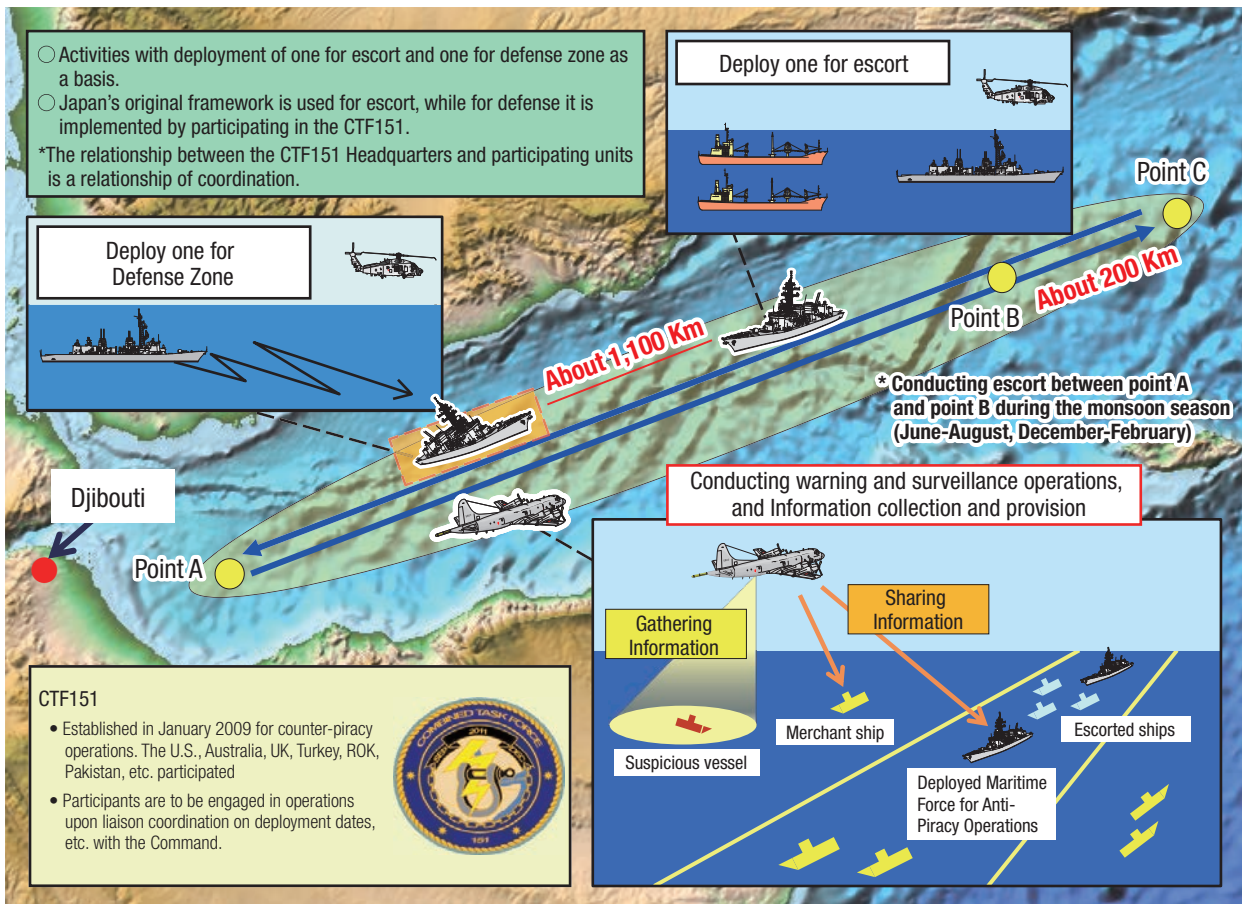 ○ Activities with deployment of one for escort and one for defense zone as
a basis.
○ Japan's original framework is used for escort, while for defense it is
implemented by participating in the CTF151.
*The relationship between the CTF151 Headquarters and participating units
is a relationship of coordination.
Deploy one for escort
Point C
Deploy one for
Defense Zone
About 200 Km
Point B
About 1,100 Km
* Conducting escort between point A
and point B during the monsoon season
(June-August, December-February)
Djibouti
Point A
Conducting warning and surveillance operations,
and Information collection and provision
Gathering
Information
Sharing
Information
Suspicious vessel
Merchant ship
Escorted ships
Deployed Maritime
Force for Anti-
Piracy Operations
CTF151
• Established in January 2009 for counter-piracy
operations. The U.S., Australia, UK, Turkey, ROK,
Pakistan, etc. participated
• Participants are to be engaged in operations
upon liaison coordination on deployment dates,
etc. with the Command.
COMBINED TASK FORCE
2011
151